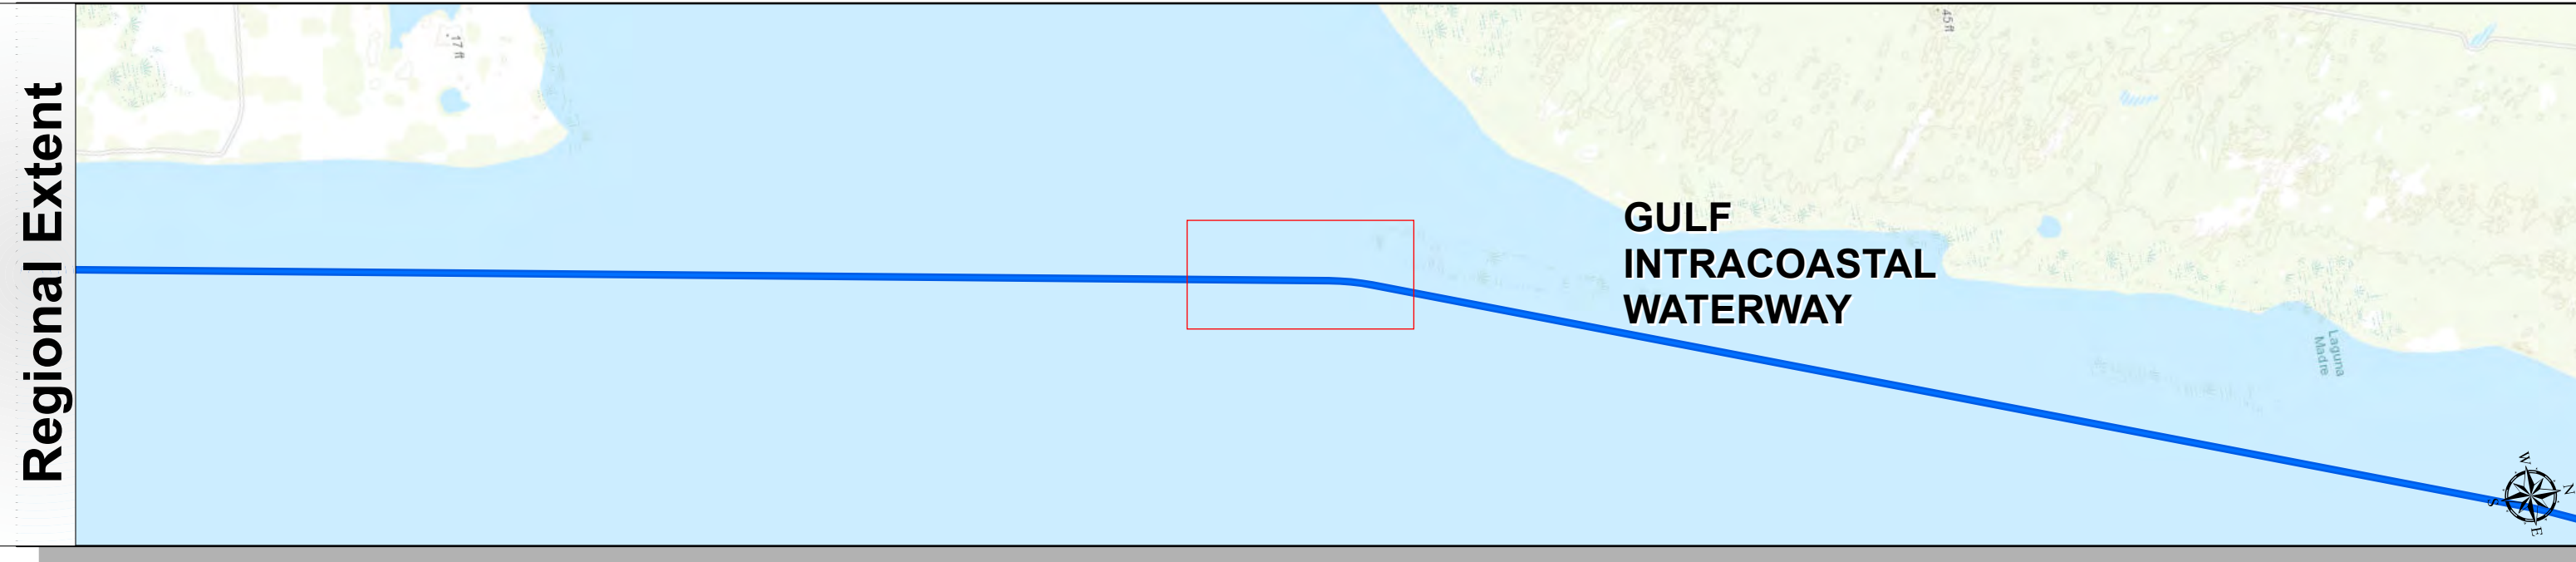 Regional Extent
17 ft
45 ft
GULF
INTRACOASTAL
WATERWAY
Laguna
Madre
W
N
S
E